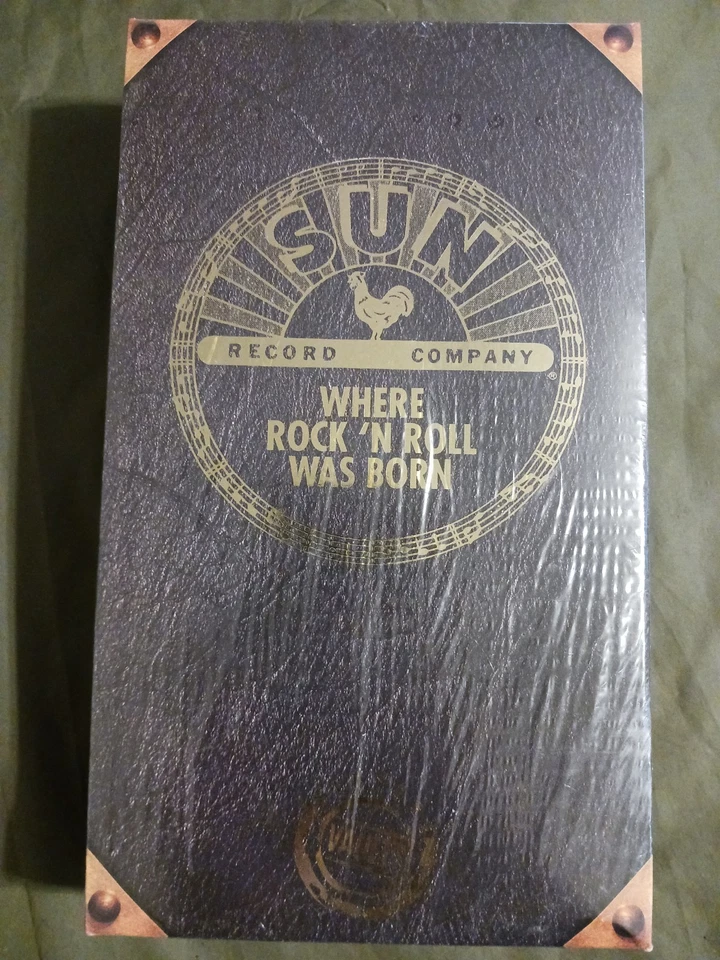 SUN
RECORD COMPANY
®
WHERE
ROCK 'N ROLL
WAS BORN